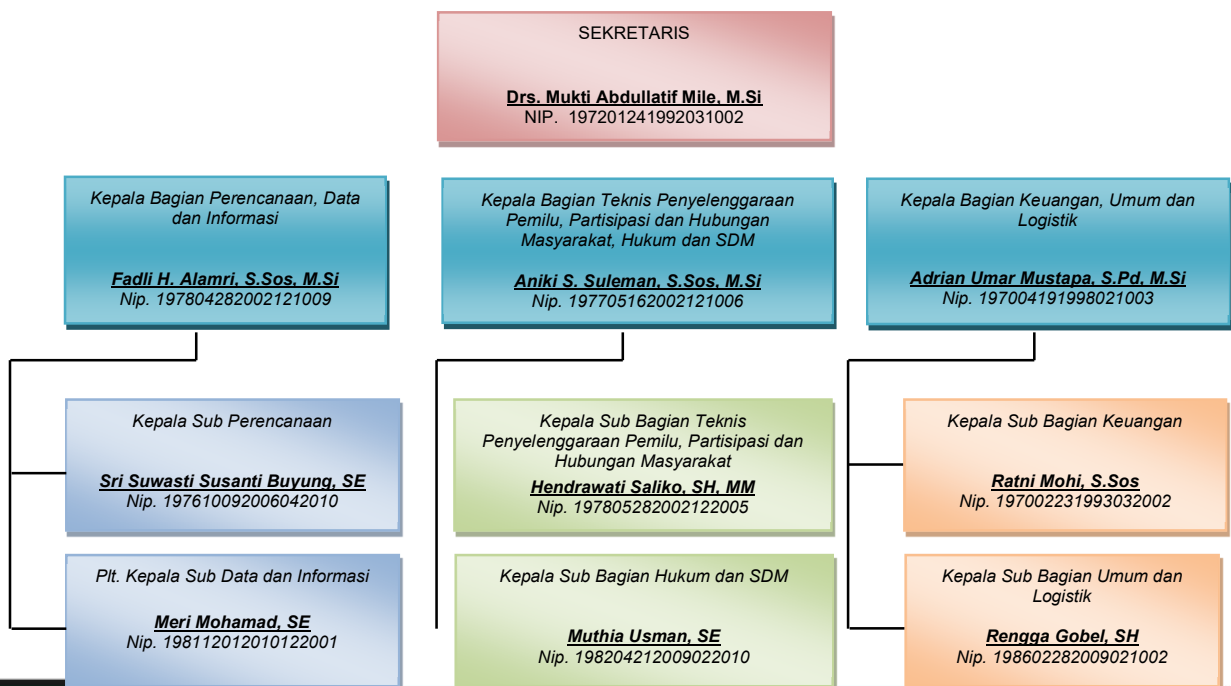 SEKRETARIS
Drs. Mukti Abdullatif Mile, M.Si
NIP. 197201241992031002
Kepala Bagian Perencanaan, Data
dan Informasi
Fadli H. Alamri, S.Sos, M.Si
Nip. 197804282002121009
Kepala Bagian Teknis Penyelenggaraan
Pemilu, Partisipasi dan Hubungan
Masyarakat, Hukum dan SDM
Aniki S. Suleman, S.Sos, M.Si
Nip. 197705162002121006
Kepala Bagian Keuangan, Umum dan
Logistik
Adrian Umar Mustapa, S.Pd, M.Si
Nip. 197004191998021003
Kepala Sub Perencanaan
Sri Suwasti Susanti Buyung, SE
Nip. 197610092006042010
Kepala Sub Bagian Teknis
Penyelenggaraan Pemilu, Partisipasi dan
Hubungan Masyarakat
Hendrawati Saliko, SH, MM
Nip. 197805282002122005
Kepala Sub Bagian Keuangan
Ratni Mohi, S.Sos
Nip. 197002231993032002
Plt. Kepala Sub Data dan Informasi
Meri Mohamad, SE
Nip. 198112012010122001
Kepala Sub Bagian Hukum dan SDM
Muthia Usman, SE
Nip. 198204212009022010
Kepala Sub Bagian Umum dan
Logistik
Rengga Gobel, SH
Nip. 198602282009021002